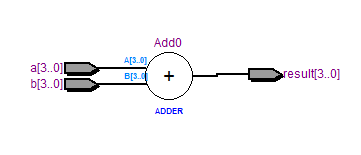 Add0
a[3..0]
A[3..0]
b[3..0]
B[3..0]
+
result[3..0]
ADDER